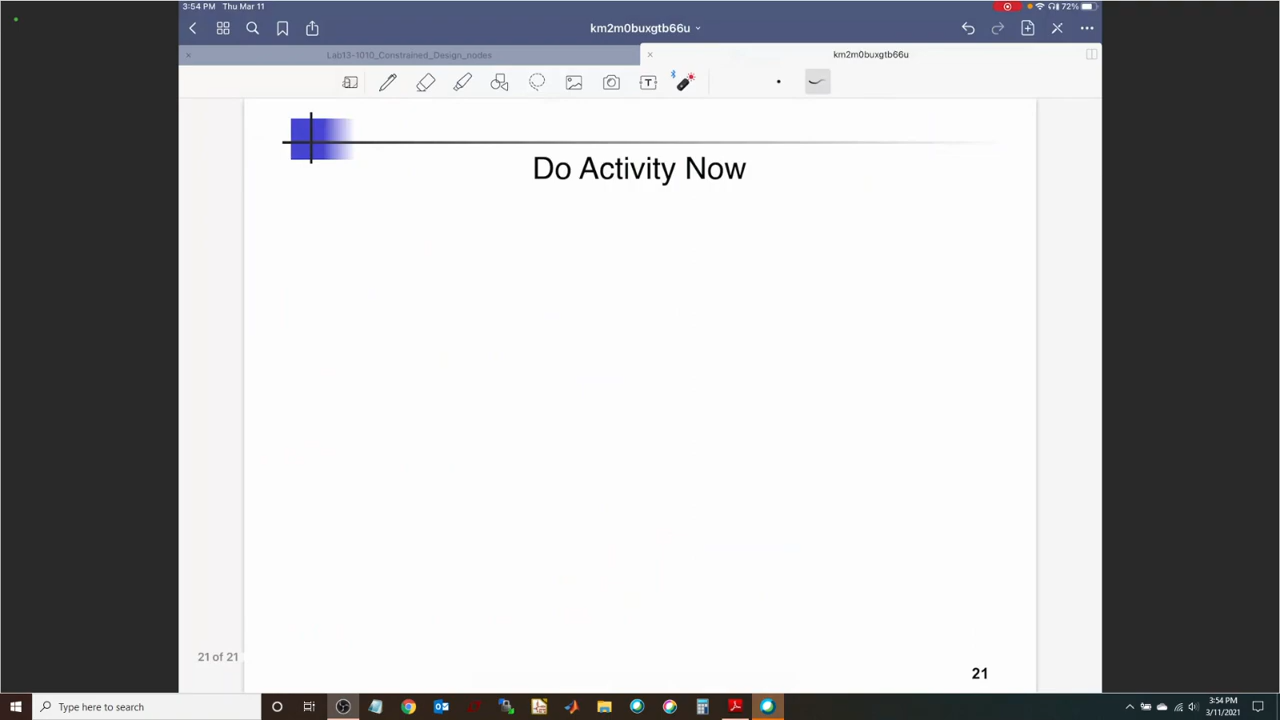 3:54 PM Thu Mar 11
72%
km2m0buxgtb66u
Lab13-1010_Constrained_Design_nodes
km2m0buxgtb66u
T
Do Activity Now
21 of 21
21
Type here to search
3:54 PM
3/11/2021